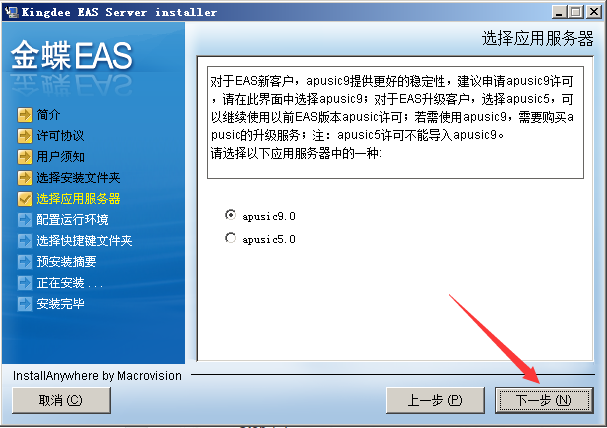 Kingdee EAS Server installer
选择应用服务器
金蝶EAS
简介
许可协议
用户须知
选择安装文件夹
选择应用服务器
配置运行环境
选择快捷键文件夹
预安装摘要
正在安装 . . .
安装完毕
对于EAS新客户，apusic9提供更好的稳定性，建议申请apusic9许可
，请在此界面中选择apusic9；对于EAS升级客户，选择apusic5，可
以继续使用以前EAS版本apusic许可；若需使用apusic9，需要购买a
pusic的升级服务；注：apusic5许可不能导入apusic9。
请选择以下应用服务器中的一种:
apusic9.0
apusic5.0
InstallAnywhere by Macrovision
取消 (C)
上一步 (P)
下一步 (N)